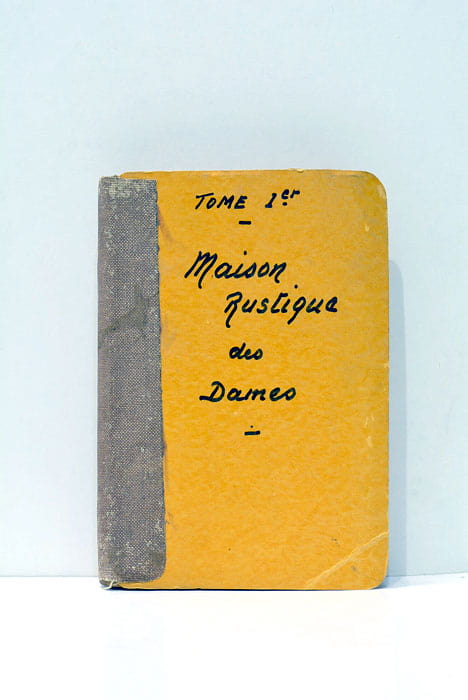 TOME 1er
Maison
Rustique
des
Dames